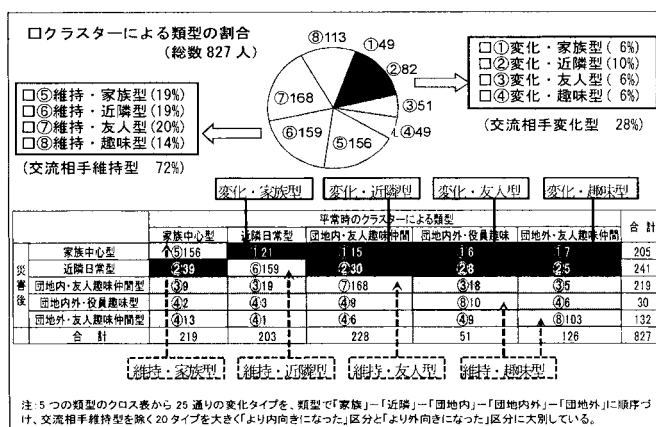 □クラスターによる類型の割合
(総数827人)
⑧113
①49
②82
③51
④49
⑤156
⑥159
⑦168
□①変化・家族型( 6%)
□②変化・近隣型(10%)
□③変化・友人型( 6%)
□④変化・趣味型( 6%)
(交流相手変化型 28%)
□⑤維持・家族型(19%)
□⑥維持・近隣型(19%)
□⑦維持・友人型(20%)
□⑧維持・趣味型(14%)
(交流相手維持型 72%)
変化・家族型 変化・近隣型 変化・友人型 変化・趣味型
平常時のクラスターによる類型 合 計
家族中心型 近隣日常型 団地内・友人趣味仲間 団地内外・役員趣味 団地外・友人趣味仲間
災害後
家族中心型 ⑤156 ①21 ①15 ①6 ①7 205
近隣日常型 ②39 ⑥159 ②30 ②8 ②5 241
団地内・友人趣味仲間型 ③9 ③19 ⑦168 ③18 ③5 219
団地内外・役員趣味型 ④2 ④3 ④9 ⑧10 ④6 30
団地外・友人趣味仲間型 ④13 ④1 ④6 ④9 ⑧103 132
合 計 219 203 228 51 126 827
維持・家族型 維持・近隣型 維持・友人型 維持・趣味型
注:5つの類型のクロス表から25通りの変化タイプを、類型で「家族」-「近隣」-「団地内」-「団地内外」-「団地外」に順序づ
け、交流相手維持型を除く20タイプを大きく「より内向きになった」区分と「より外向きになった」区分に大別している。